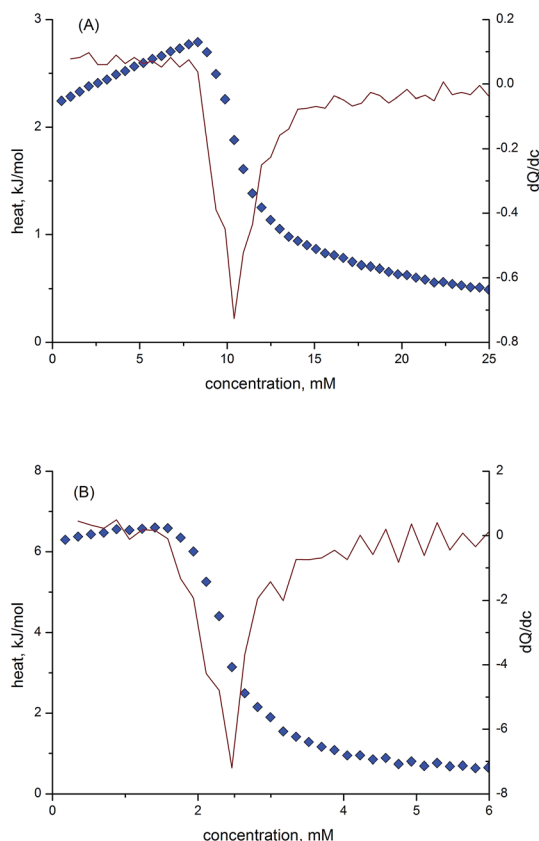 (A)
3
2
1
0
heat, kJ/mol
0.2
0.0
-0.2
-0.4
-0.6
-0.8
dQ/dc
0 5 10 15 20 25
concentration, mM
(B)
8
6
4
2
0
heat, kJ/mol
2
0
-2
-4
-6
-8
dQ/dc
0 2 4 6
concentration, mM